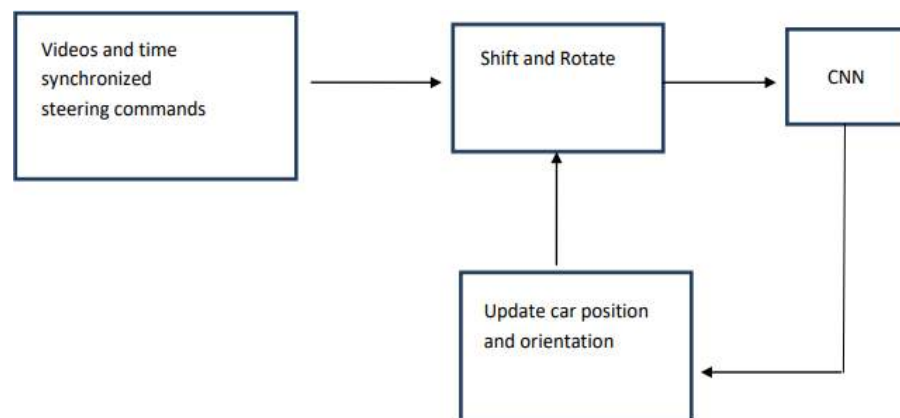 Videos and time
synchronized
steering commands
Shift and Rotate
CNN
Update car position
and orientation